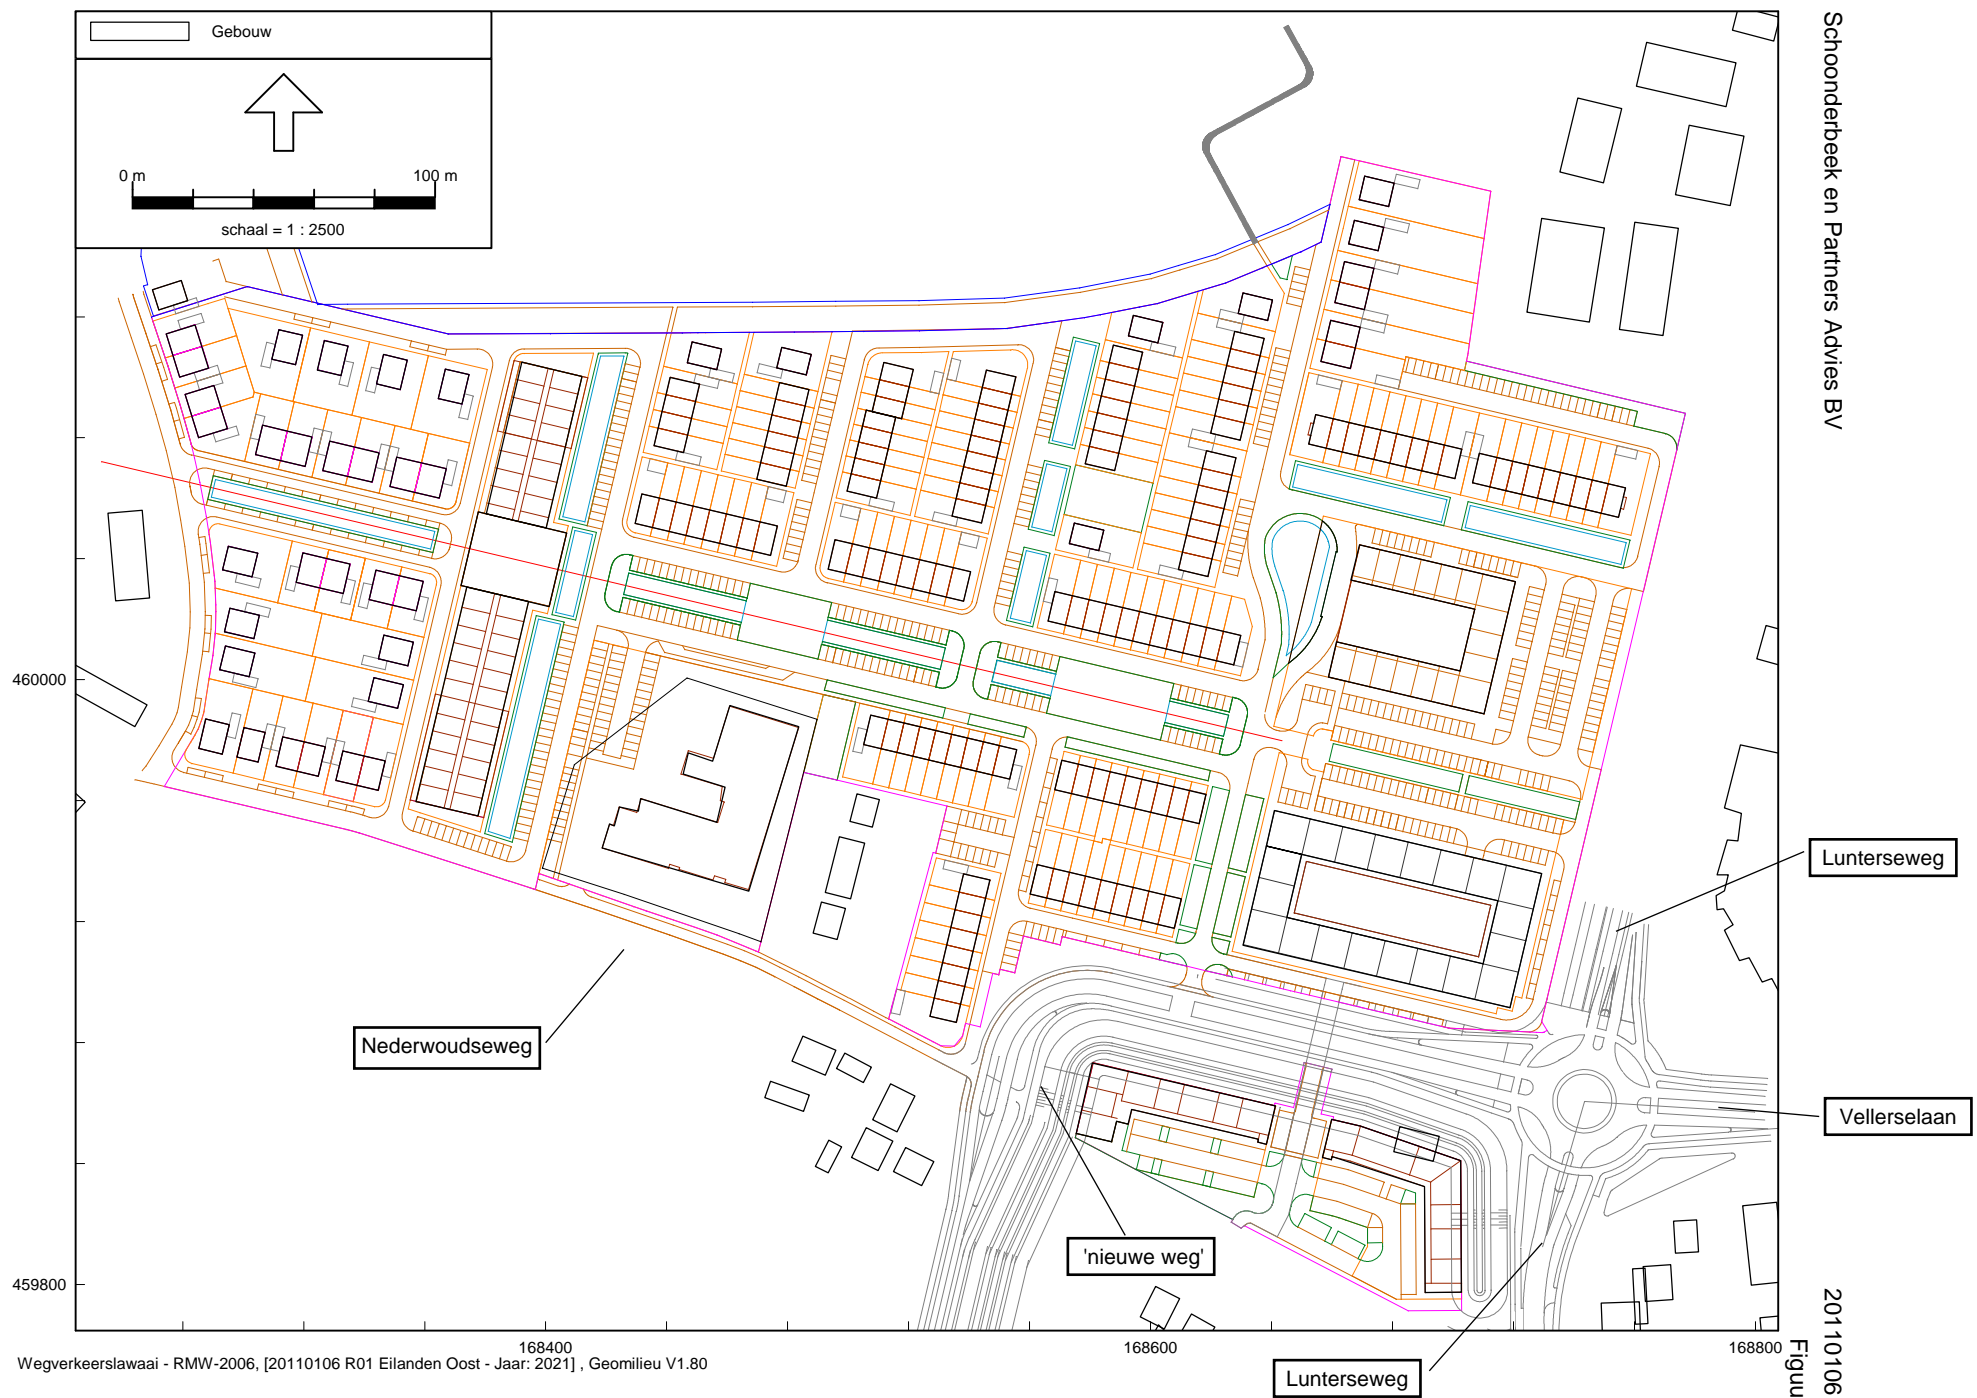 Gebouw
0 m 100 m
schaal = 1 : 2500
Schoonderbeek en Partners Advies BV
460000
Lunterseweg
Nederwoudseweg
Vellerselaan
'nieuwe weg'
459800
20110106
168400 168600 168800
Figuu
Wegverkeerslawaai - RMW-2006, [20110106 R01 Eilanden Oost - Jaar: 2021] , Geomilieu V1.80
Lunterseweg